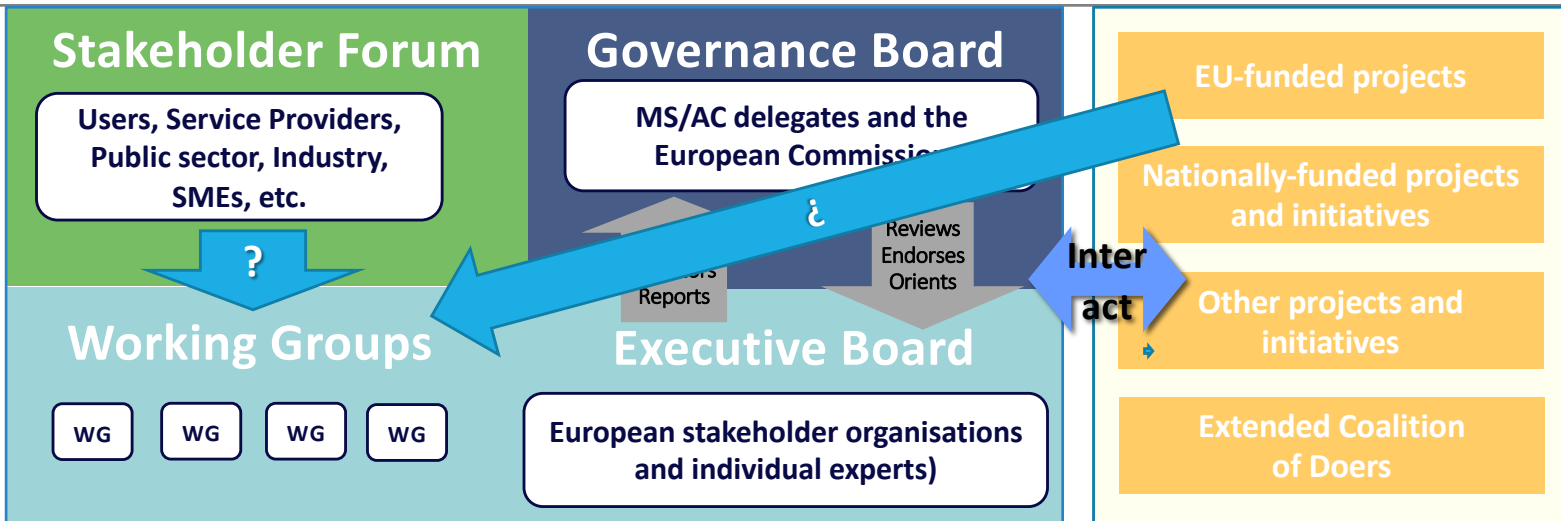 Stakeholder Forum
Users, Service Providers,
Public sector, Industry,
SMEs, etc.
?
Governance Board
MS/AC delegates and the
European
¿
Reports
Reviews
Endorses
Orients
Working Groups
WG
WG
WG
WG
Executive Board
European stakeholder organisations
and individual experts)
Inter
act
EU-funded projects
Nationally-funded projects
and initiatives
Other projects and
initiatives
Extended Coalition
of Doers